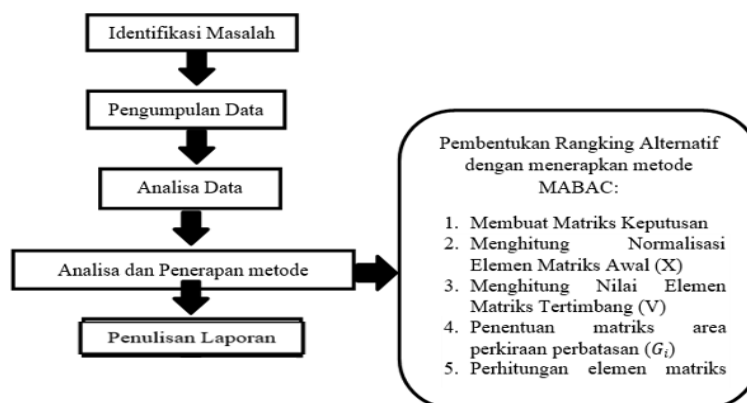 Identifikasi Masalah
Pengumpulan Data
Analisa Data
Analisa dan Penerapan metode
Penulisan Laporan
Pembentukan Rangking Alternatif
dengan menerapkan metode
MABAC:
1. Membuat Matriks Keputusan
2. Menghitung Normalisasi
Elemen Matriks Awal (X)
3. Menghitung Nilai Elemen
Matriks Tertimbang (V)
4. Penentuan matriks area
perkiraan perbatasan (𝐺𝑖)
5. Perhitungan elemen matriks